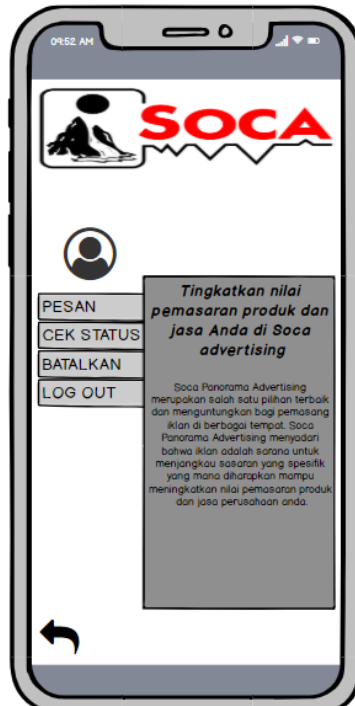 09:52 AM
SOCA
PESAN
CEK STATUS
BATALKAN
LOG OUT
Tingkatkan nilai
pemasaran produk dan
jasa Anda di Soca
advertising
Soca Panorama Advertising
merupakan salah satu pilihan terbaik
dan menguntungkan bagi pemasang
iklan di berbagai tempat. Soca
Panorama Advertising menyadari
bahwa iklan adalah sarana untuk
menjangkau sasaran yang spesifik
yang mana diharapkan mampu
meningkatkan nilai pemasaran produk
dan jasa perusahaan anda.